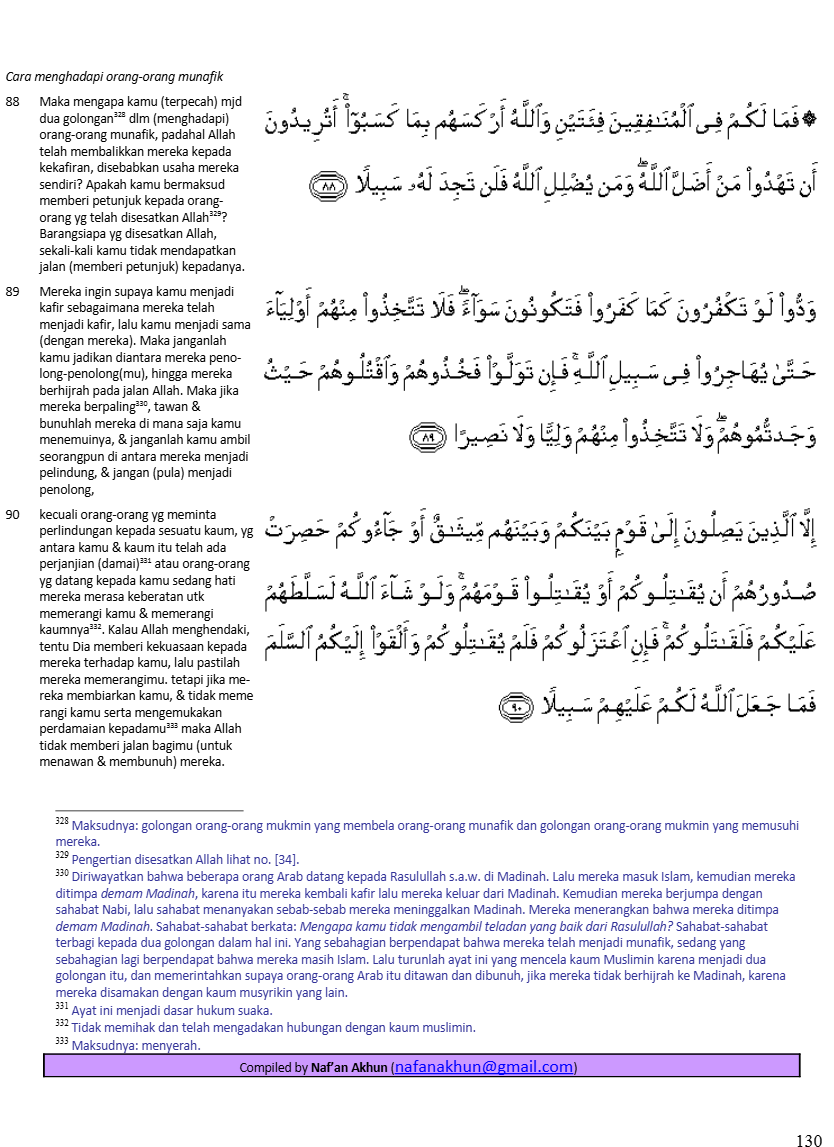 Cara menghadapi orang-orang munafik
88 Maka mengapa kamu (terpecah) mjd
dua golongan³²⁸ dlm (menghadapi)
orang-orang munafik, padahal Allah
telah membalikkan mereka kepada
kekafiran, disebabkan usaha mereka
sendiri? Apakah kamu bermaksud
memberi petunjuk kepada orang-
orang yg telah disesatkan Allah³²⁹?
Barangsiapa yg disesatkan Allah,
sekali-kali kamu tidak mendapatkan
jalan (memberi petunjuk) kepadanya.
۞ فَمَا لَكُمْ فِى ٱلْمُنَـٰفِقِينَ فِئَتَيْنِ وَٱللَّهُ أَرْكَسَهُم بِمَا كَسَبُوٓا۟ ۚ أَتُرِيدُونَ
أَن تَهْدُوا۟ مَنْ أَضَلَّ ٱللَّهُ ۖ وَمَن يُضْلِلِ ٱللَّهُ فَلَن تَجِدَ لَهُۥ سَبِيلًا ٨٨
89 Mereka ingin supaya kamu menjadi
kafir sebagaimana mereka telah
menjadi kafir, lalu kamu menjadi sama
(dengan mereka). Maka janganlah
kamu jadikan diantara mereka peno-
long-penolong(mu), hingga mereka
berhijrah pada jalan Allah. Maka jika
mereka berpaling³³⁰, tawan &
bunuhlah mereka di mana saja kamu
menemuinya, & janganlah kamu ambil
seorangpun di antara mereka menjadi
pelindung, & jangan (pula) menjadi
penolong,
وَدُّوا۟ لَوْ تَكْفُرُونَ كَمَا كَفَرُوا۟ فَتَكُونُونَ سَوَآءً ۖ فَلَا تَتَّخِذُوا۟ مِنْهُمْ أَوْلِيَآءَ
حَتَّىٰ يُهَاجِرُوا۟ فِى سَبِيلِ ٱللَّهِ ۚ فَإِن تَوَلَّوْا۟ فَخُذُوهُمْ وَٱقْتُلُوهُمْ حَيْثُ
وَجَدتُّمُوهُمْ ۖ وَلَا تَتَّخِذُوا۟ مِنْهُمْ وَلِيًّا وَلَا نَصِيرًا ٨٩
90 kecuali orang-orang yg meminta
perlindungan kepada sesuatu kaum, yg
antara kamu & kaum itu telah ada
perjanjian (damai)³³¹ atau orang-orang
yg datang kepada kamu sedang hati
mereka merasa keberatan utk
memerangi kamu & memerangi
kaumnya³³². Kalau Allah menghendaki,
tentu Dia memberi kekuasaan kepada
mereka terhadap kamu, lalu pastilah
mereka memerangimu. tetapi jika me-
reka membiarkan kamu, & tidak meme
rangi kamu serta mengemukakan
perdamaian kepadamu³³³ maka Allah
tidak memberi jalan bagimu (untuk
menawan & membunuh) mereka.
إِلَّا ٱلَّذِينَ يَصِلُونَ إِلَىٰ قَوْمٍۭ بَيْنَكُمْ وَبَيْنَهُم مِّيثَـٰقٌ أَوْ جَآءُوكُمْ حَصِرَتْ
صُدُورُهُمْ أَن يُقَـٰتِلُوكُمْ أَوْ يُقَـٰتِلُوا۟ قَوْمَهُمْ ۚ وَلَوْ شَآءَ ٱللَّهُ لَسَلَّطَهُمْ
عَلَيْكُمْ فَلَقَـٰتَلُوكُمْ ۚ فَإِنِ ٱعْتَزَلُوكُمْ فَلَمْ يُقَـٰتِلُوكُمْ وَأَلْقَوْا۟ إِلَيْكُمُ ٱلسَّلَمَ
فَمَا جَعَلَ ٱللَّهُ لَكُمْ عَلَيْهِمْ سَبِيلًا ٩٠
³²⁸ Maksudnya: golongan orang-orang mukmin yang membela orang-orang munafik dan golongan orang-orang mukmin yang memusuhi
mereka.
³²⁹ Pengertian disesatkan Allah lihat no. [34].
³³⁰ Diriwayatkan bahwa beberapa orang Arab datang kepada Rasulullah s.a.w. di Madinah. Lalu mereka masuk Islam, kemudian mereka
ditimpa demam Madinah, karena itu mereka kembali kafir lalu mereka keluar dari Madinah. Kemudian mereka berjumpa dengan
sahabat Nabi, lalu sahabat menanyakan sebab-sebab mereka meninggalkan Madinah. Mereka menerangkan bahwa mereka ditimpa
demam Madinah. Sahabat-sahabat berkata: Mengapa kamu tidak mengambil teladan yang baik dari Rasulullah? Sahabat-sahabat
terbagi kepada dua golongan dalam hal ini. Yang sebahagian berpendapat bahwa mereka telah menjadi munafik, sedang yang
sebahagian lagi berpendapat bahwa mereka masih Islam. Lalu turunlah ayat ini yang mencela kaum Muslimin karena menjadi dua
golongan itu, dan memerintahkan supaya orang-orang Arab itu ditawan dan dibunuh, jika mereka tidak berhijrah ke Madinah, karena
mereka disamakan dengan kaum musyrikin yang lain.
³³¹ Ayat ini menjadi dasar hukum suaka.
³³² Tidak memihak dan telah mengadakan hubungan dengan kaum muslimin.
³³³ Maksudnya: menyerah.
Compiled by Naf'an Akhun (nafanakhun@gmail.com)
130